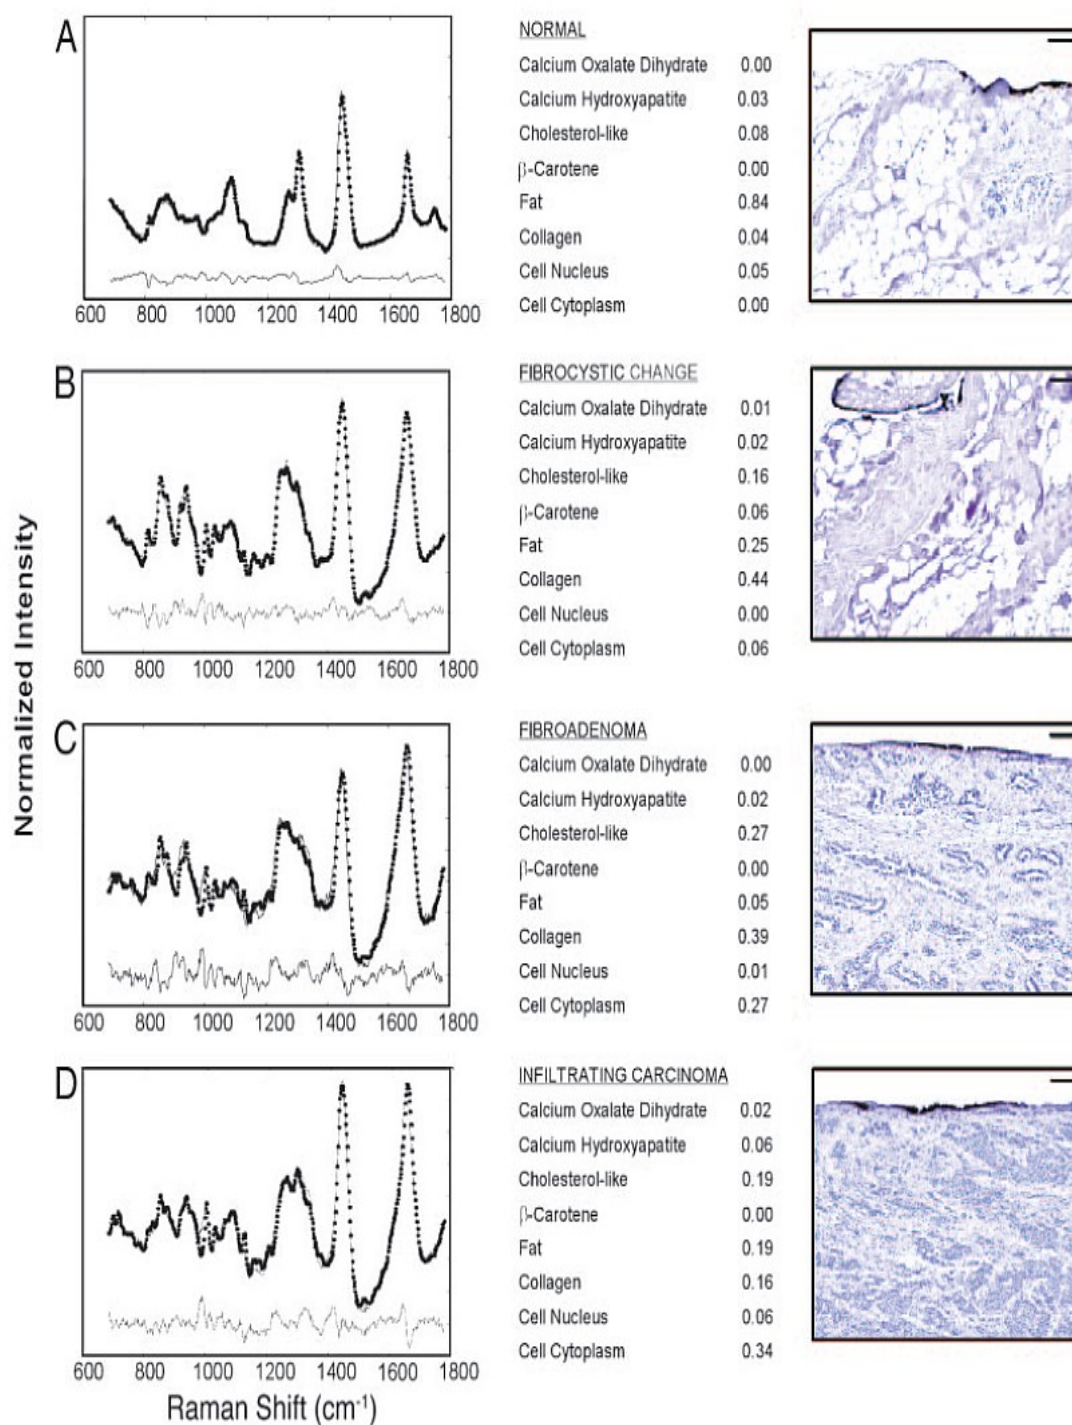 A
NORMAL
Calcium Oxalate Dihydrate 0.00
Calcium Hydroxyapatite 0.03
Cholesterol-like 0.08
β-Carotene 0.00
Fat 0.84
Collagen 0.04
Cell Nucleus 0.05
Cell Cytoplasm 0.00
600 800 1000 1200 1400 1600 1800
B
FIBROCYSTIC CHANGE
Calcium Oxalate Dihydrate 0.01
Calcium Hydroxyapatite 0.02
Cholesterol-like 0.16
β-Carotene 0.06
Fat 0.25
Collagen 0.44
Cell Nucleus 0.00
Cell Cytoplasm 0.06
600 800 1000 1200 1400 1600 1800
Normalized Intensity
C
FIBROADENOMA
Calcium Oxalate Dihydrate 0.00
Calcium Hydroxyapatite 0.02
Cholesterol-like 0.27
β-Carotene 0.00
Fat 0.05
Collagen 0.39
Cell Nucleus 0.01
Cell Cytoplasm 0.27
600 800 1000 1200 1400 1600 1800
D
INFILTRATING CARCINOMA
Calcium Oxalate Dihydrate 0.02
Calcium Hydroxyapatite 0.06
Cholesterol-like 0.19
β-Carotene 0.00
Fat 0.19
Collagen 0.16
Cell Nucleus 0.06
Cell Cytoplasm 0.34
600 800 1000 1200 1400 1600 1800
Raman Shift (cm⁻¹)